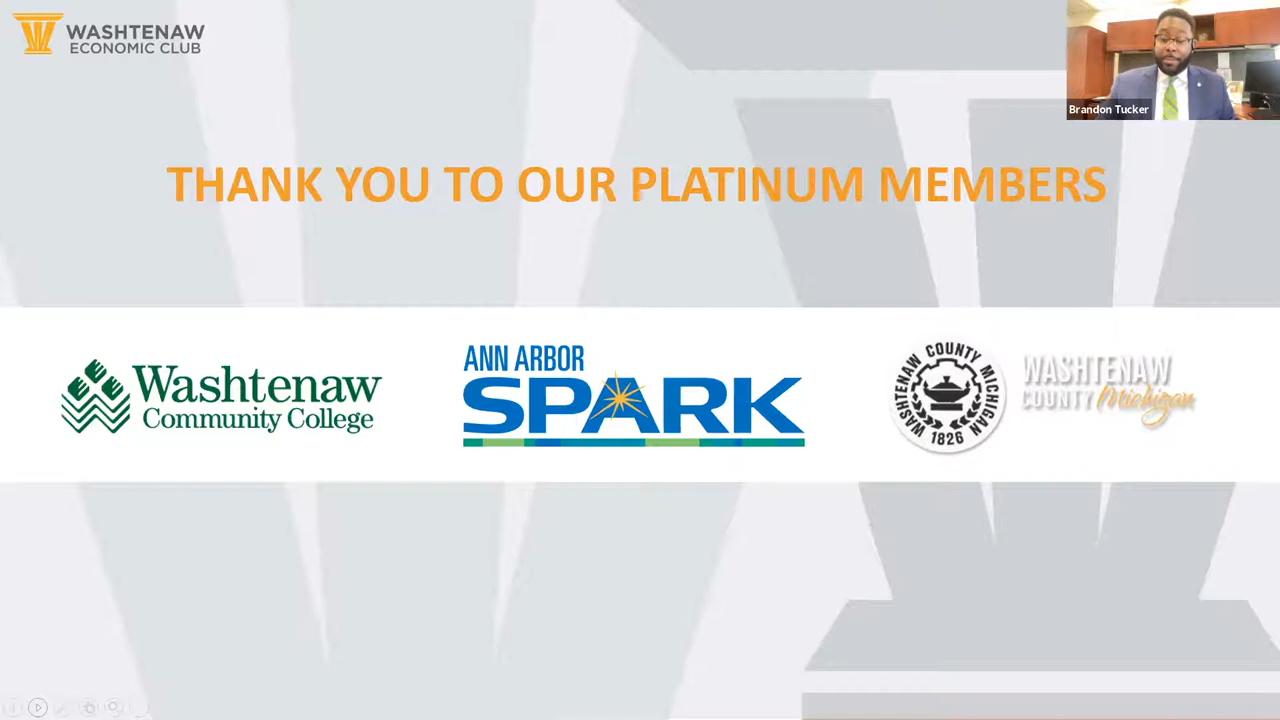 WASHTENAW
ECONOMIC CLUB
Brandon Tucker
THANK YOU TO OUR PLATINUM MEMBERS
Washtenaw
Community College
ANN ARBOR
SPARK
WASHTENAW COUNTY MICHIGAN
1826
WASHTENAW
COUNTY Michigan